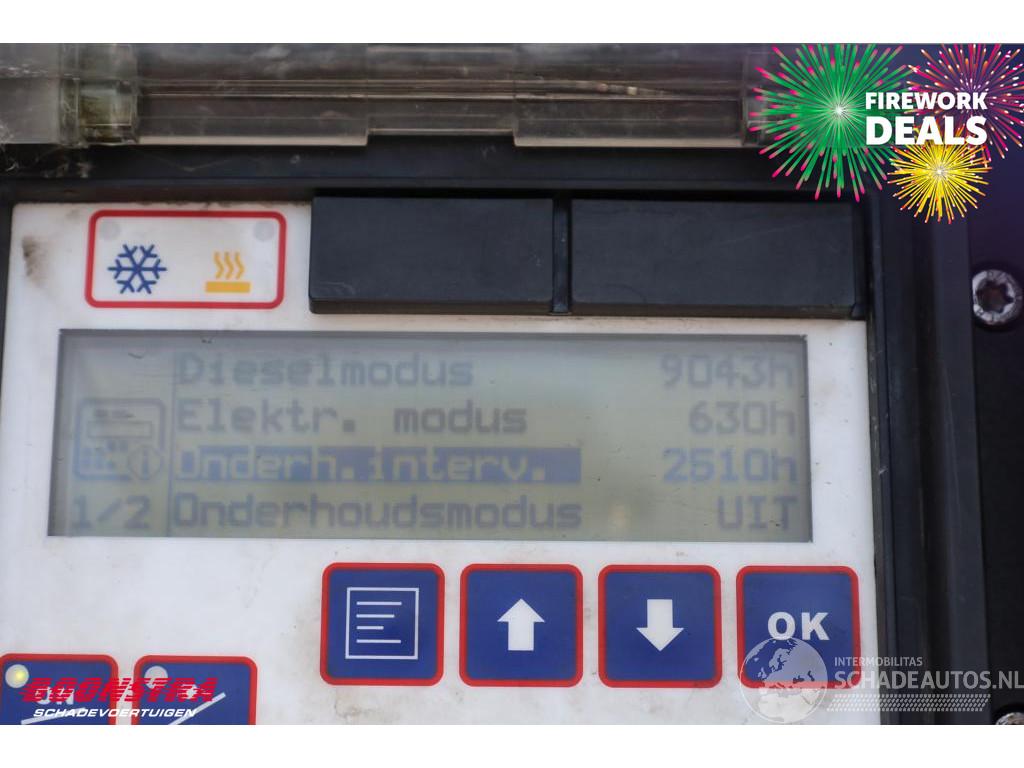 FIREWORK
DEALS
Dieselmodus 9043h
Elektr. modus 630h
Onderh.interv. 2510h
1/2 Onderhoudsmodus UIT
OK
ON
BOONSTRA
SCHADEVOERTUIGEN
INTERMOBILITAS
SCHADEAUTOS.NL